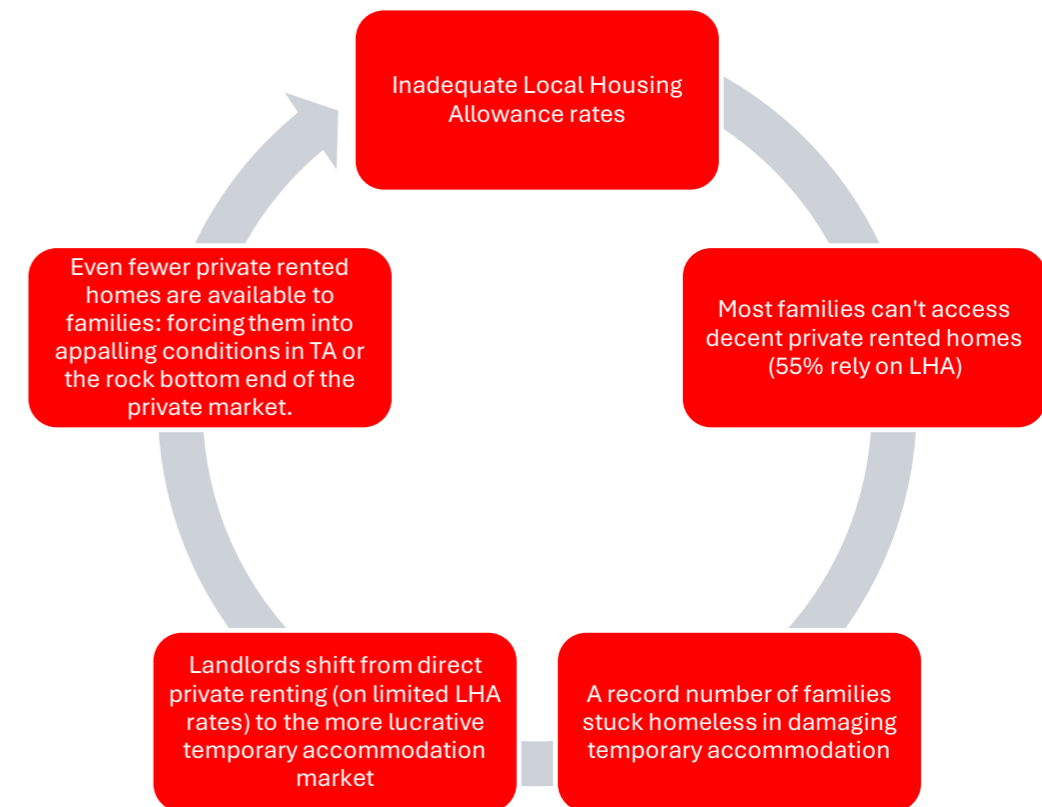 Inadequate Local Housing
Allowance rates
Most families can't access
decent private rented homes
(55% rely on LHA)
A record number of families
stuck homeless in damaging
temporary accommodation
Landlords shift from direct
private renting (on limited LHA
rates) to the more lucrative
temporary accommodation
market
Even fewer private rented
homes are available to
families: forcing them into
appalling conditions in TA or
the rock bottom end of the
private market.